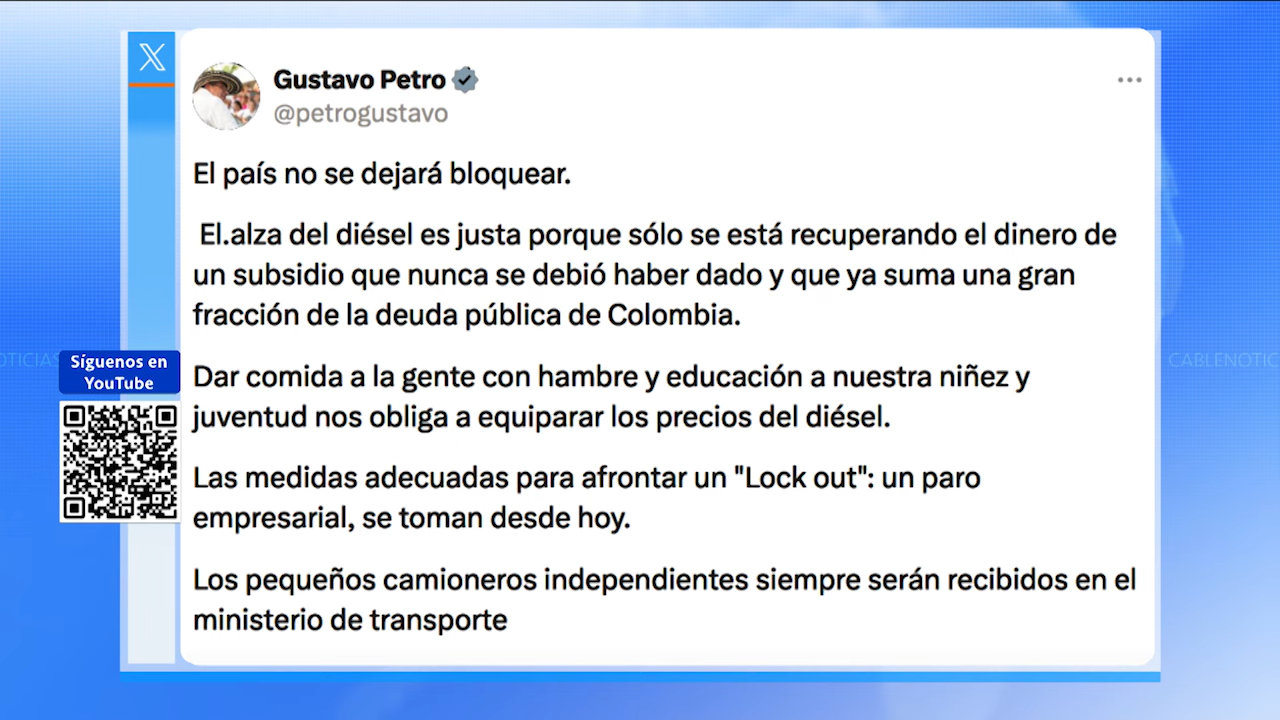 Gustavo Petro
@petrogustavo
El país no se dejará bloquear.
El.alza del diésel es justa porque sólo se está recuperando el dinero de
un subsidio que nunca se debió haber dado y que ya suma una gran
fracción de la deuda pública de Colombia.
Dar comida a la gente con hambre y educación a nuestra niñez y
juventud nos obliga a equiparar los precios del diésel.
Las medidas adecuadas para afrontar un "Lock out": un paro
empresarial, se toman desde hoy.
Los pequeños camioneros independientes siempre serán recibidos en el
ministerio de transporte
Síguenos en
YouTube
OTICIAS
CABLENOTIC